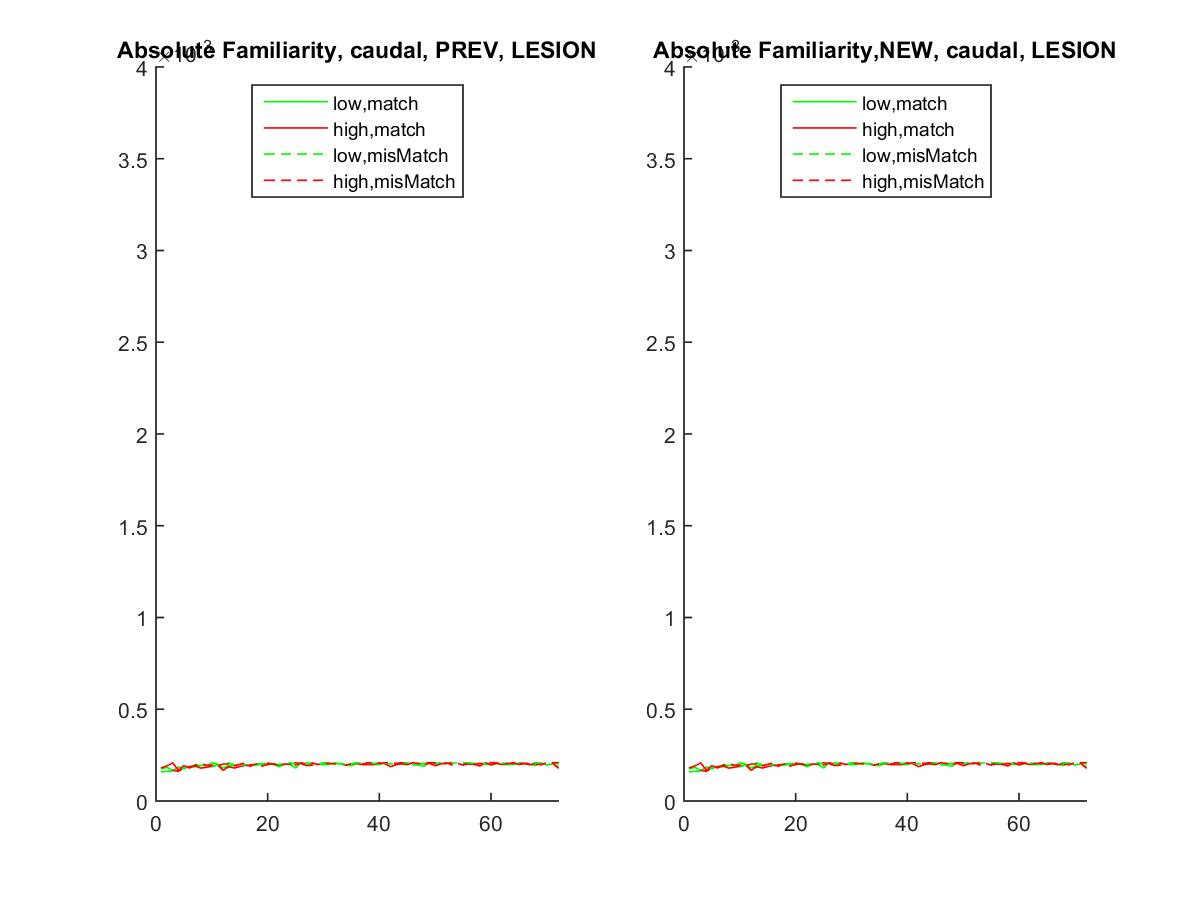 Absolute Familiarity, caudal, PREV, LESION
4
3.5
3
2.5
2
1.5
1
0.5
0
0 20 40 60
low,match
high,match
low,misMatch
high,misMatch
Absolute Familiarity,NEW, caudal, LESION
4
3.5
3
2.5
2
1.5
1
0.5
0
0 20 40 60
low,match
high,match
low,misMatch
high,misMatch